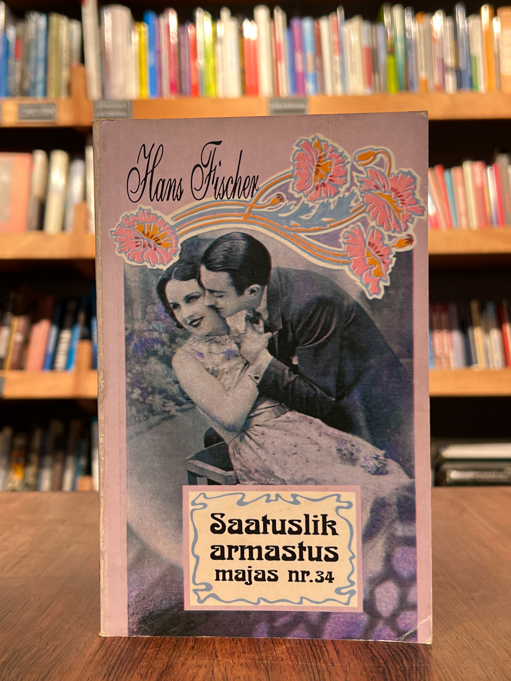 Hans Fischer
Saatuslik
armastus
majas nr.34